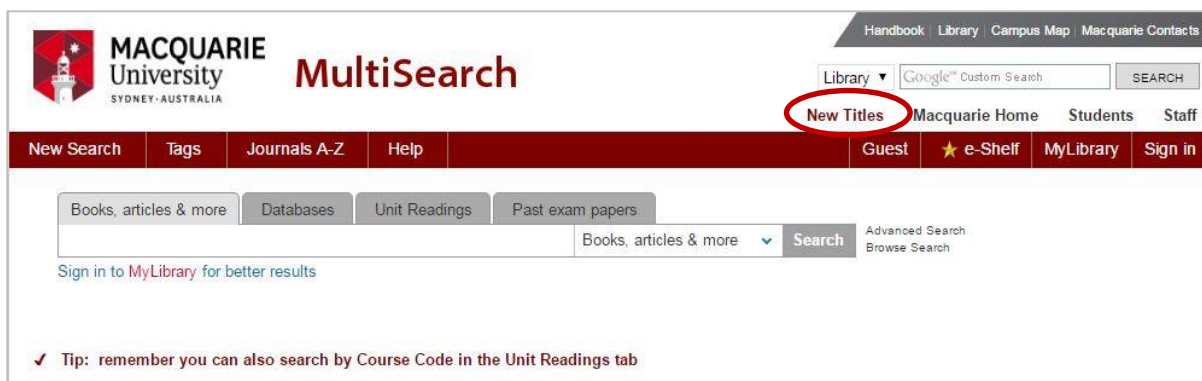 Handbook | Library | Campus Map | Macquarie Contacts
MACQUARIE
University
SYDNEY·AUSTRALIA
MultiSearch
Library ▼ Google™ Custom Search SEARCH
New Titles Macquarie Home Students Staff
New Search Tags Journals A-Z Help Guest ★ e-Shelf MyLibrary Sign in
Books, articles & more Databases Unit Readings Past exam papers
Books, articles & more Search
Advanced Search
Browse Search
Sign in to MyLibrary for better results
✓ Tip: remember you can also search by Course Code in the Unit Readings tab